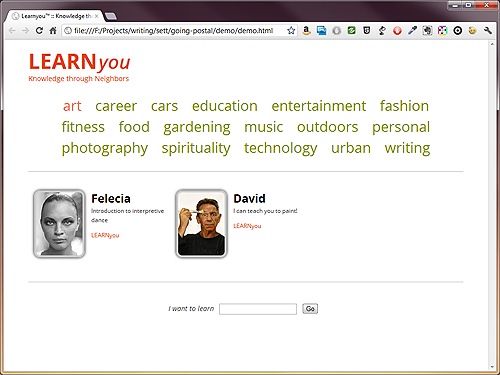 Learnyou™ :: Knowledge th
file:///F:/Projects/writing/sett/going-postal/demo/demo.html
LEARNyou
Knowledge through Neighbors
art career cars education entertainment fashion
fitness food gardening music outdoors personal
photography spirituality technology urban writing
Felecia
Introduction to interpretive
dance
LEARNyou
David
I can teach you to paint!
LEARNyou
I want to learn
Go